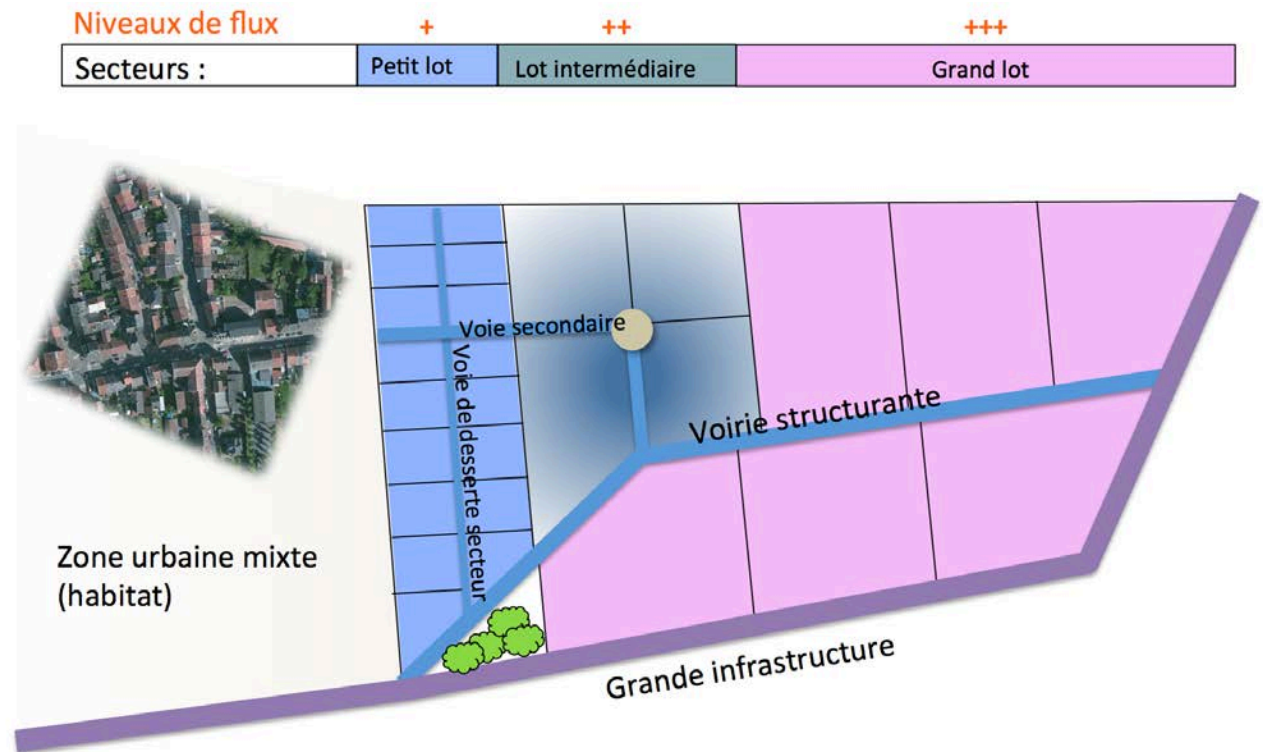 Niveaux de flux + ++ +++
Secteurs : Petit lot Lot intermédiaire Grand lot
Voie secondaire
Voie de desserte secteur
Voirie structurante
Zone urbaine mixte
(habitat)
Grande infrastructure